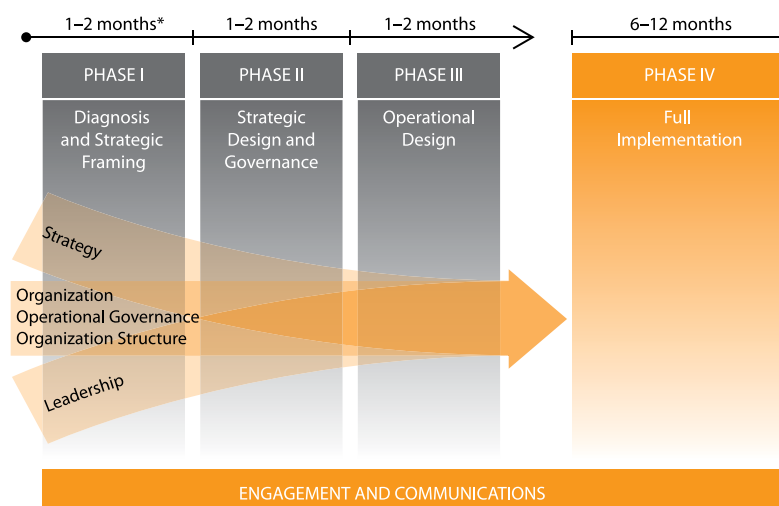 1–2 months*
1–2 months
1–2 months
6–12 months
PHASE I
PHASE II
PHASE III
PHASE IV
Diagnosis
and Strategic
Framing
Strategic
Design and
Governance
Operational
Design
Full
Implementation
Strategy
Organization
Operational Governance
Organization Structure
Leadership
ENGAGEMENT AND COMMUNICATIONS